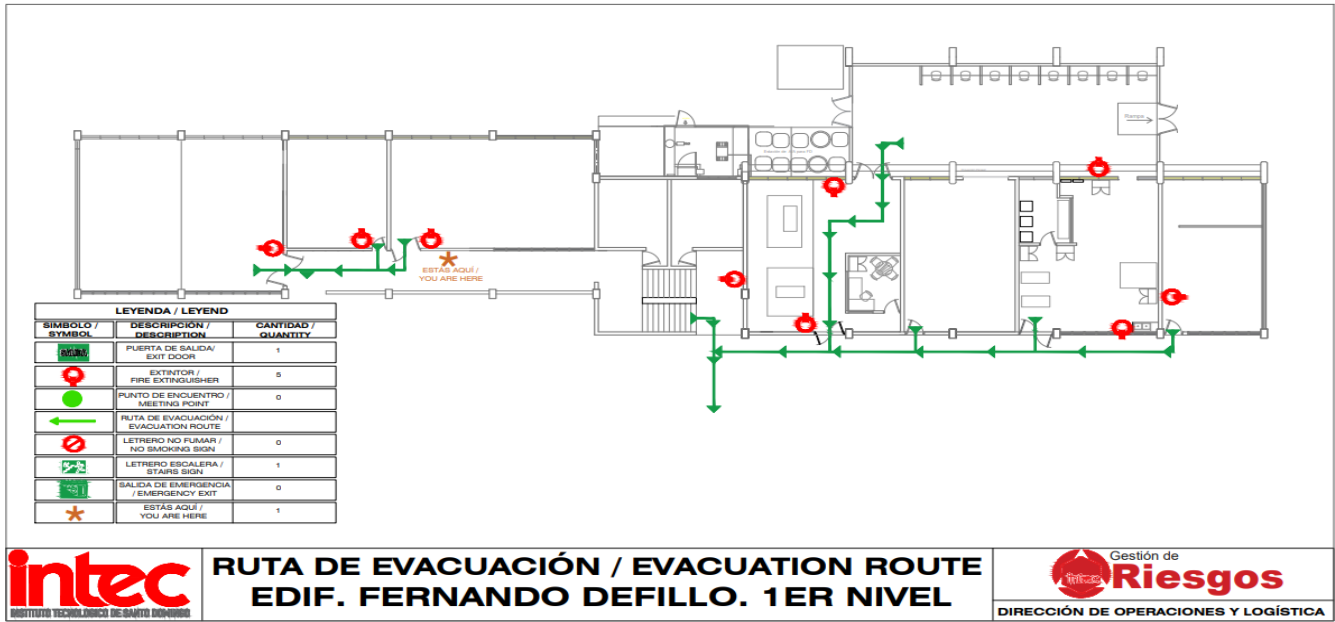 Rampa
ESTÁS AQUÍ /
YOU ARE HERE
LEYENDA / LEYEND
SIMBOLO /
SYMBOL
DESCRIPCIÓN /
DESCRIPTION
CANTIDAD /
QUANTITY
PUERTA DE SALIDA/
EXIT DOOR
1
EXTINTOR /
FIRE EXTINGUISHER
5
PUNTO DE ENCUENTRO /
MEETING POINT
0
RUTA DE EVACUACIÓN /
EVACUATION ROUTE
LETRERO NO FUMAR /
NO SMOKING SIGN
0
LETRERO ESCALERA /
STAIRS SIGN
1
SALIDA DE EMERGENCIA
/ EMERGENCY EXIT
0
ESTÁS AQUÍ /
YOU ARE HERE
1
intec
INSTITUTO TECNOLÓGICO DE SANTO DOMINGO
RUTA DE EVACUACIÓN / EVACUATION ROUTE
EDIF. FERNANDO DEFILLO. 1ER NIVEL
Gestión de
Riesgos
DIRECCIÓN DE OPERACIONES Y LOGÍSTICA